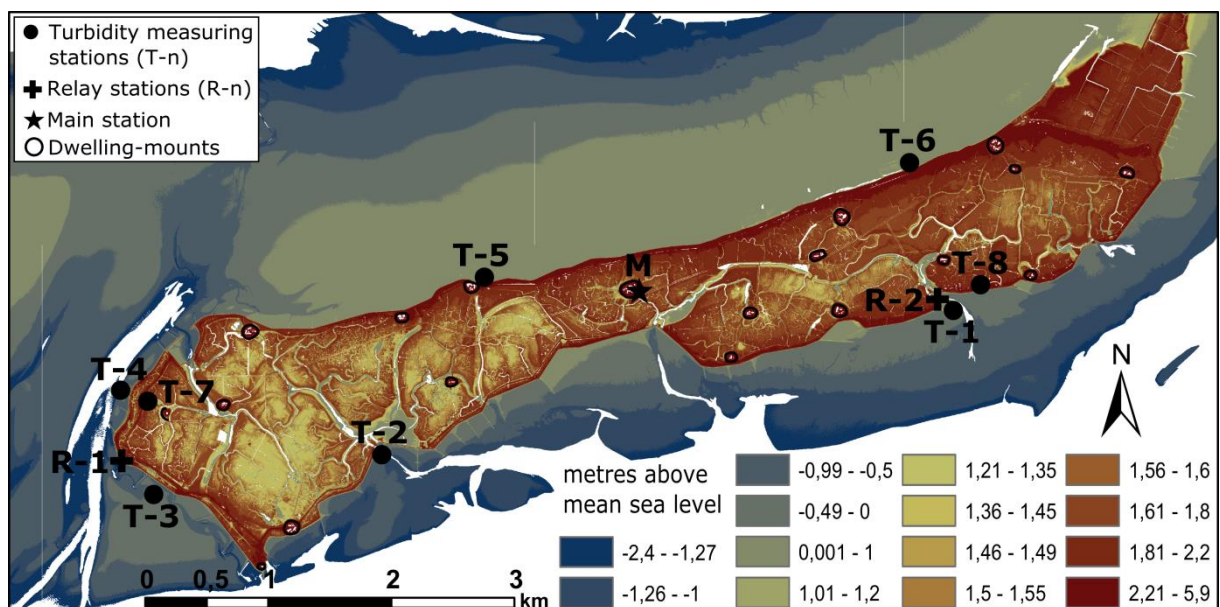 Turbidity measuring
stations (T-n)
Relay stations (R-n)
Main station
Dwelling-mounts
T-6
T-5
M
T-8
R-2
T-1
T-4
T-7
N
T-2
R-1
T-3
metres above
mean sea level
-2,4 - -1,27
-1,26 - -1
-0,99 - -0,5
-0,49 - 0
0,001 - 1
1,01 - 1,2
1,21 - 1,35
1,36 - 1,45
1,46 - 1,49
1,5 - 1,55
1,56 - 1,6
1,61 - 1,8
1,81 - 2,2
2,21 - 5,9
0 0,5 1 2 3
km